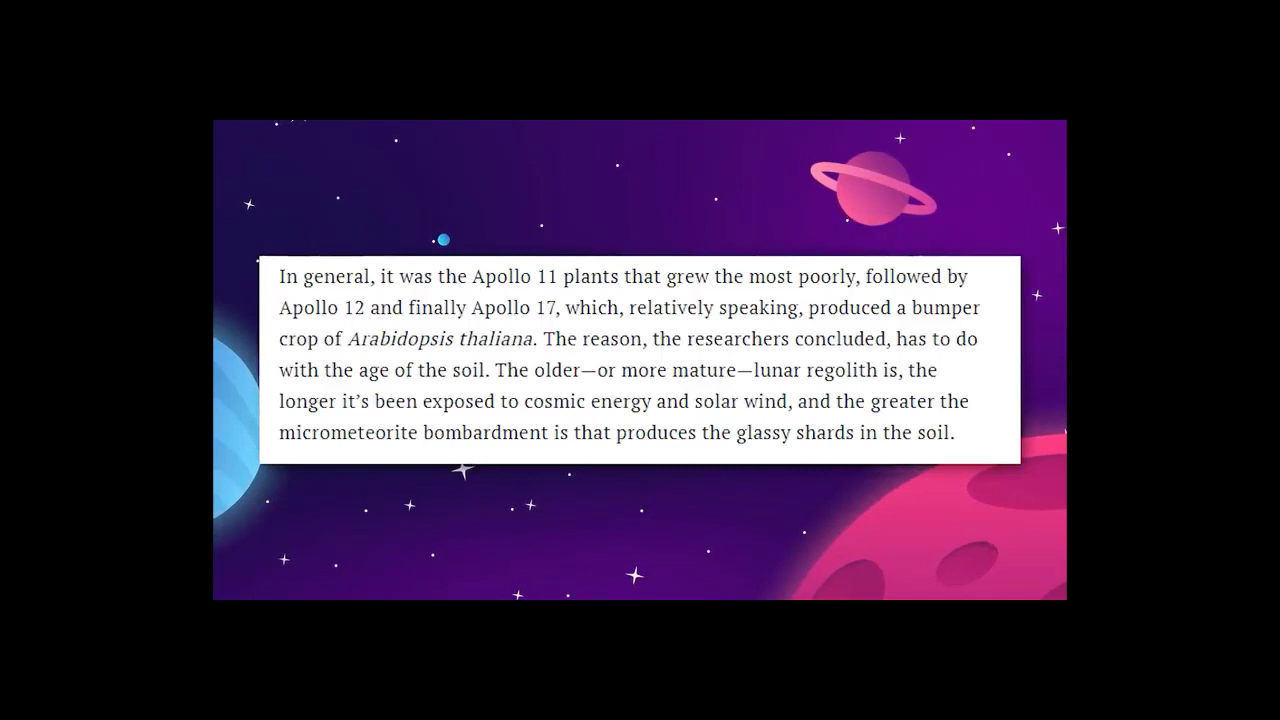 In general, it was the Apollo 11 plants that grew the most poorly, followed by
Apollo 12 and finally Apollo 17, which, relatively speaking, produced a bumper
crop of Arabidopsis thaliana. The reason, the researchers concluded, has to do
with the age of the soil. The older—or more mature—lunar regolith is, the
longer it’s been exposed to cosmic energy and solar wind, and the greater the
micrometeorite bombardment is that produces the glassy shards in the soil.